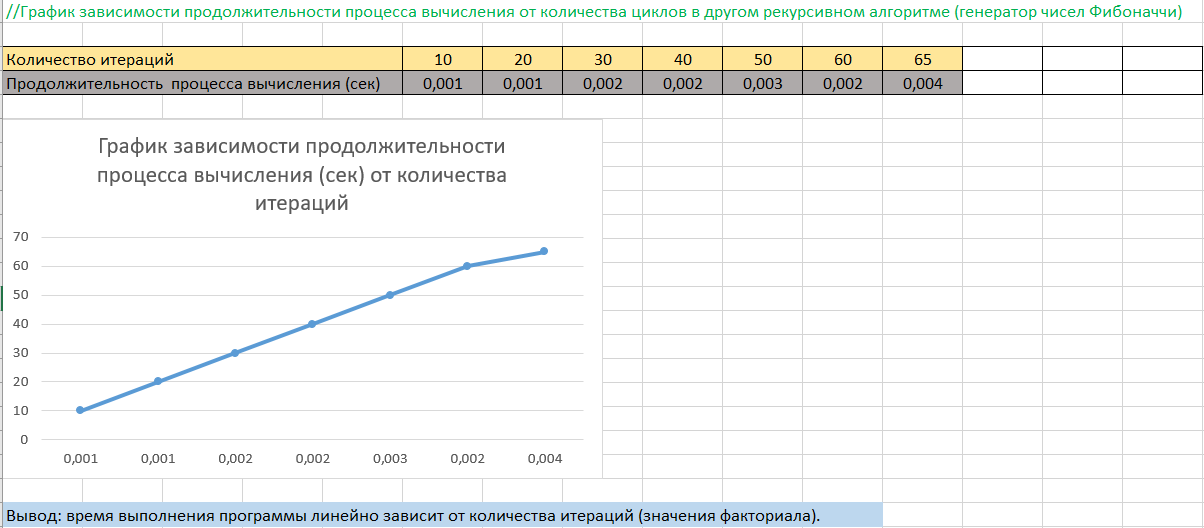 //График зависимости продолжительности процесса вычисления от количества циклов в другом рекурсивном алгоритме (генератор чисел Фибоначчи)
Количество итераций 10 20 30 40 50 60 65
Продолжительность процесса вычисления (сек) 0,001 0,001 0,002 0,002 0,003 0,002 0,004
График зависимости продолжительности
процесса вычисления (сек) от количества
итераций
70
60
50
40
30
20
10
0
0,001 0,001 0,002 0,002 0,003 0,002 0,004
Вывод: время выполнения программы линейно зависит от количества итераций (значения факториала).